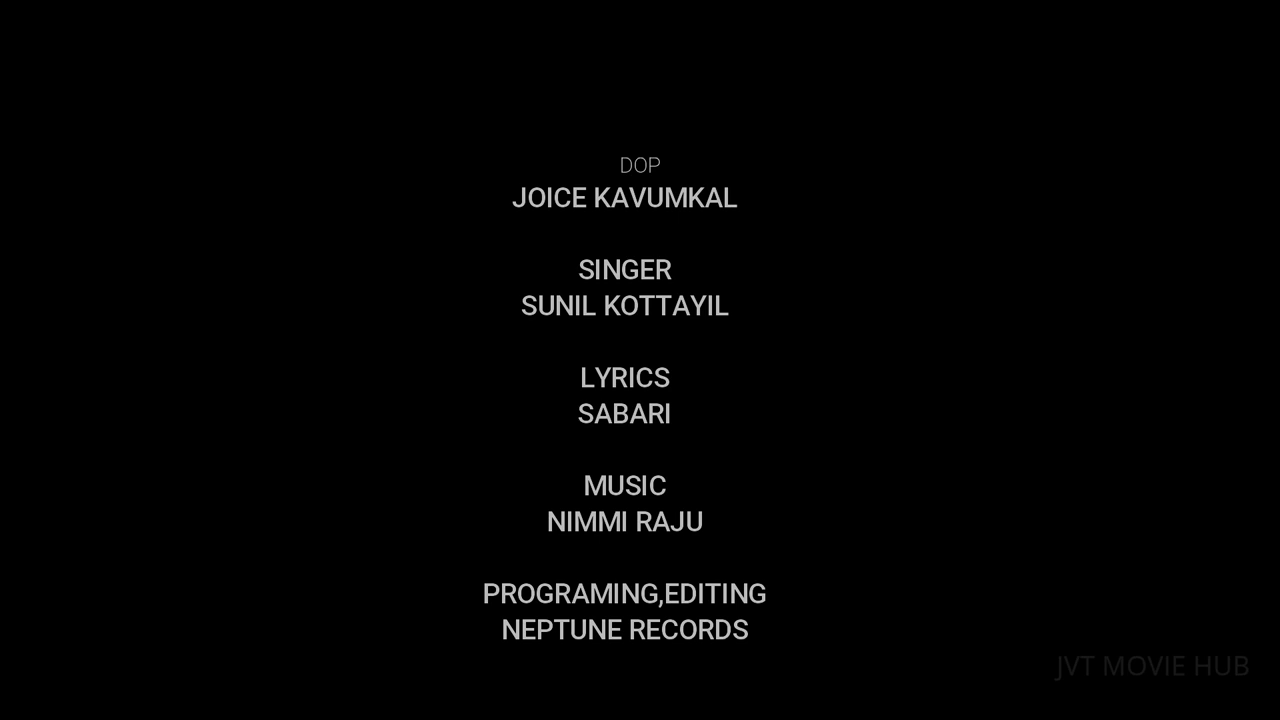 DOP
JOICE KAVUMKAL
SINGER
SUNIL KOTTAYIL
LYRICS
SABARI
MUSIC
NIMMI RAJU
PROGRAMING,EDITING
NEPTUNE RECORDS
JVT MOVIE HUB